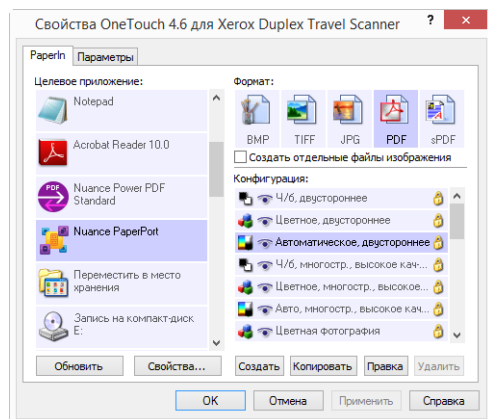 Свойства OneTouch 4.6 для Xerox Duplex Travel Scanner ? ×
PaperIn Параметры
Целевое приложение:
Notepad
Acrobat Reader 10.0
PDF
Nuance Power PDF
Standard
Nuance PaperPort
Переместить в место
хранения
Запись на компакт-диск
E:
Обновить Свойства...
Формат:
BMP TIFF JPG PDF sPDF
Создать отдельные файлы изображения
Конфигурация:
Ч/б, двустороннее
Цветное, двустороннее
Автоматическое, двустороннее
Ч/б, многостр., высокое кач-...
Цветное, многостр., высокое...
Авто, многостр., высокое кач...
Цветная фотография
Создать Копировать Правка Удалить
OK Отмена Применить Справка